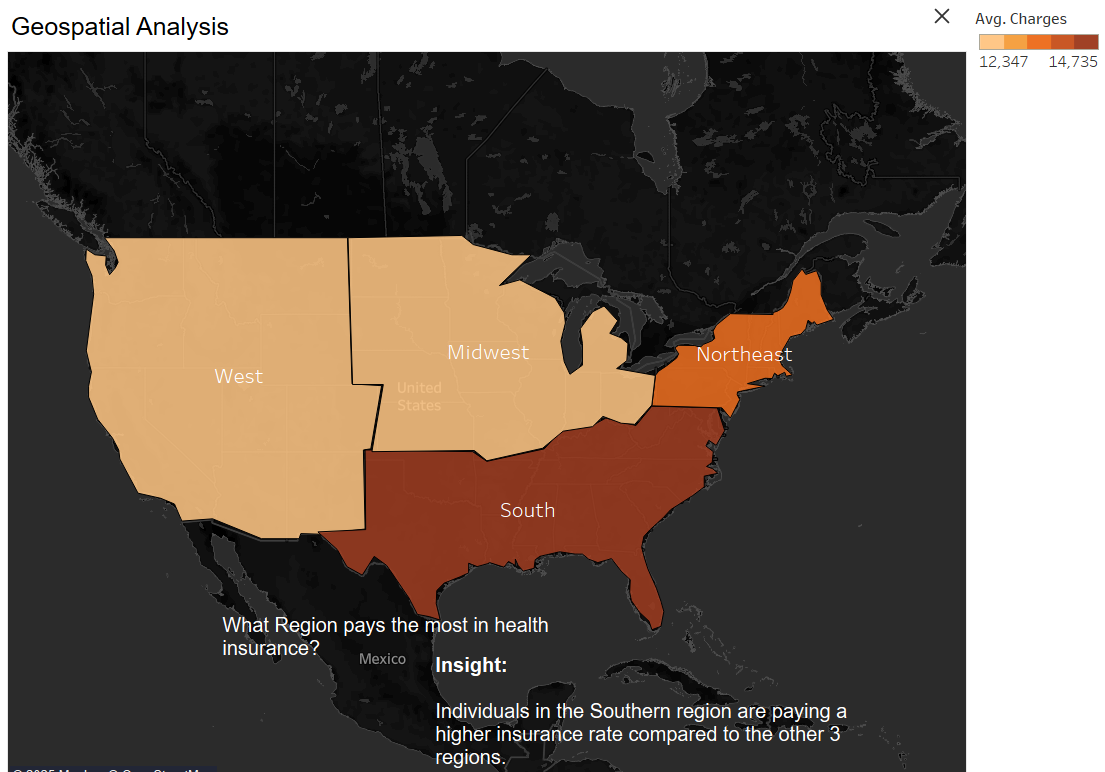 Geospatial Analysis
Avg. Charges
12,347 14,735
Northeast
Midwest
West
United
States
South
What Region pays the most in health
insurance?
Mexico
Insight:
Individuals in the Southern region are paying a
higher insurance rate compared to the other 3
regions.